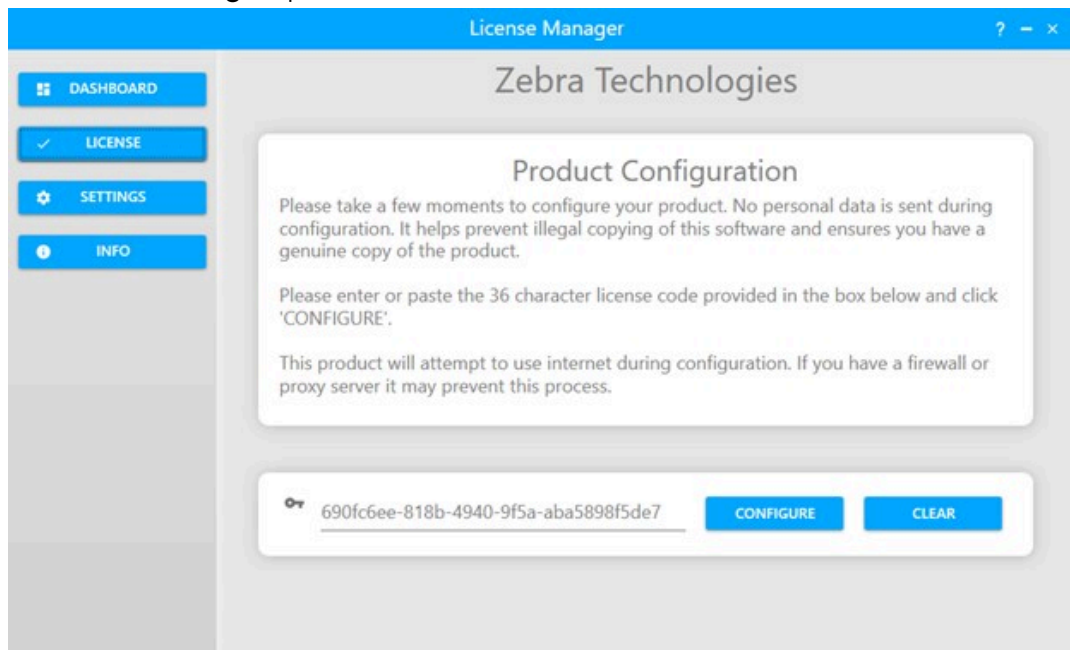 License Manager
? − ×
DASHBOARD
LICENSE
SETTINGS
INFO
Zebra Technologies
Product Configuration
Please take a few moments to configure your product. No personal data is sent during
configuration. It helps prevent illegal copying of this software and ensures you have a
genuine copy of the product.
Please enter or paste the 36 character license code provided in the box below and click
'CONFIGURE'.
This product will attempt to use internet during configuration. If you have a firewall or
proxy server it may prevent this process.
690fc6ee-818b-4940-9f5a-aba5898f5de7
CONFIGURE
CLEAR